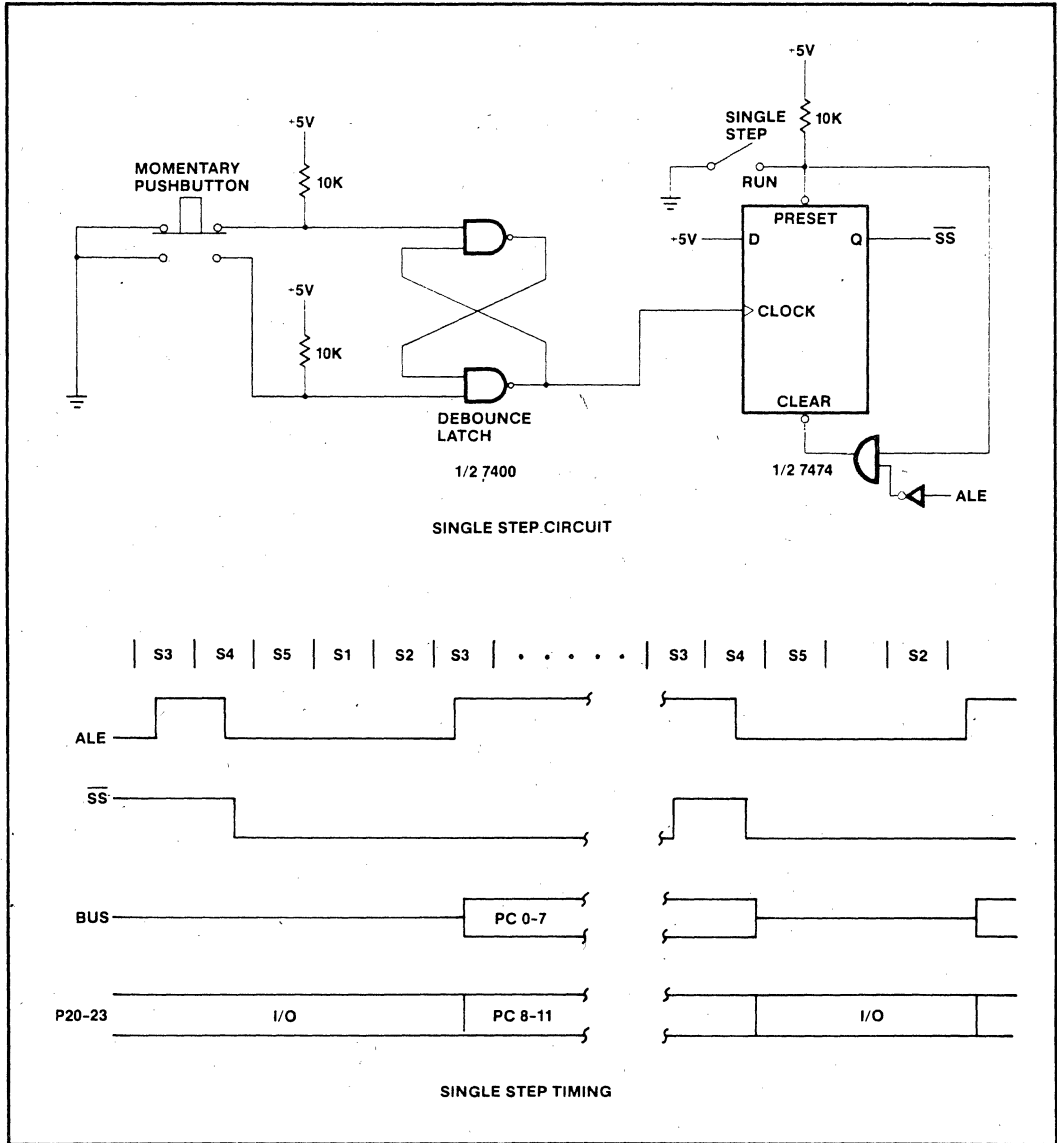 +5V
SINGLE
STEP
10K
RUN
+5V
10K
MOMENTARY
PUSHBUTTON
PRESET
+5V
D
Q
SS
+5V
10K
CLOCK
CLEAR
DEBOUNCE
LATCH
1/2 7400
1/2 7474
ALE
SINGLE STEP CIRCUIT
S3 S4 S5 S1 S2 S3 . . . . . S3 S4 S5 S2
ALE
SS
BUS
PC 0-7
P20-23
I/O
PC 8-11
I/O
SINGLE STEP TIMING